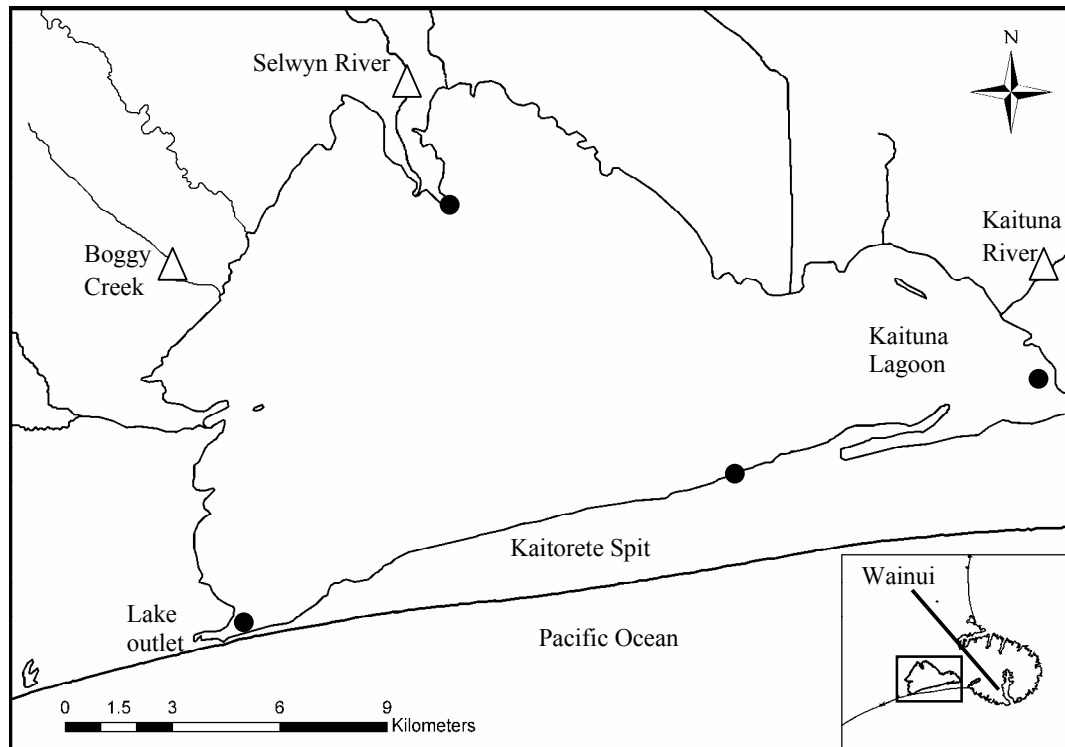 N
Selwyn River
Boggy
Creek
Kaituna
River
Kaituna
Lagoon
Kaitorete Spit
Lake
outlet
Pacific Ocean
Wainui
0 1.5 3 6 9
Kilometers